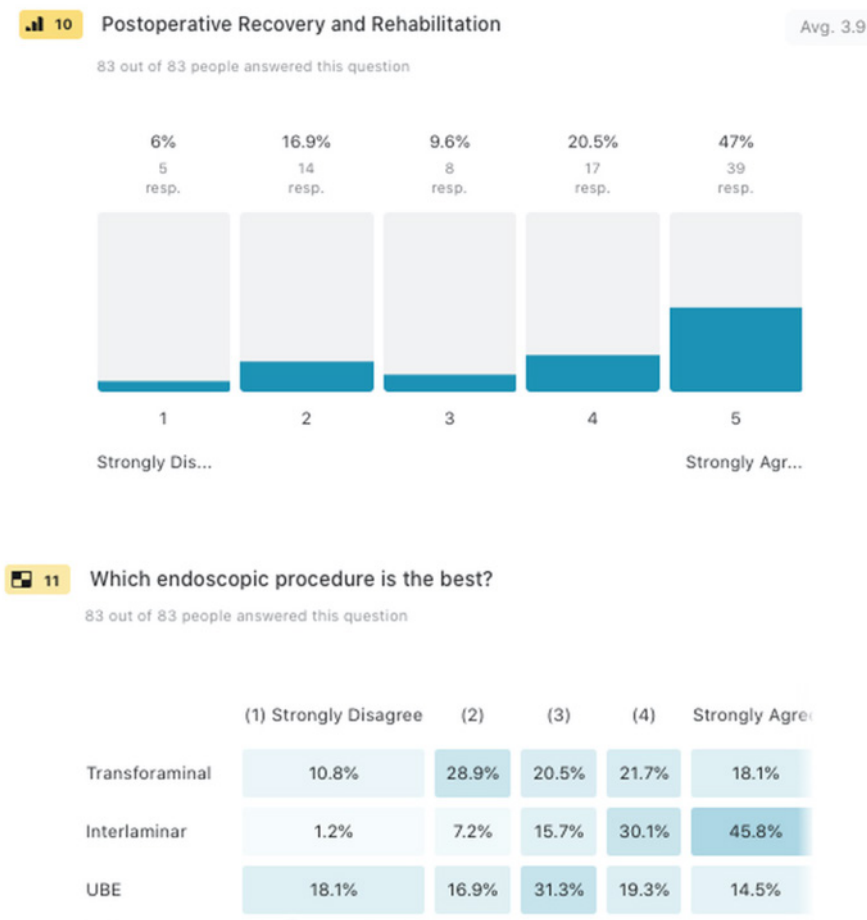 10 Postoperative Recovery and Rehabilitation Avg. 3.9
83 out of 83 people answered this question
6% 16.9% 9.6% 20.5% 47%
5 14 8 17 39
resp. resp. resp. resp. resp.
1 2 3 4 5
Strongly Dis... Strongly Agr...
11 Which endoscopic procedure is the best?
83 out of 83 people answered this question
(1) Strongly Disagree (2) (3) (4) Strongly Agree
Transforaminal 10.8% 28.9% 20.5% 21.7% 18.1%
Interlaminar 1.2% 7.2% 15.7% 30.1% 45.8%
UBE 18.1% 16.9% 31.3% 19.3% 14.5%